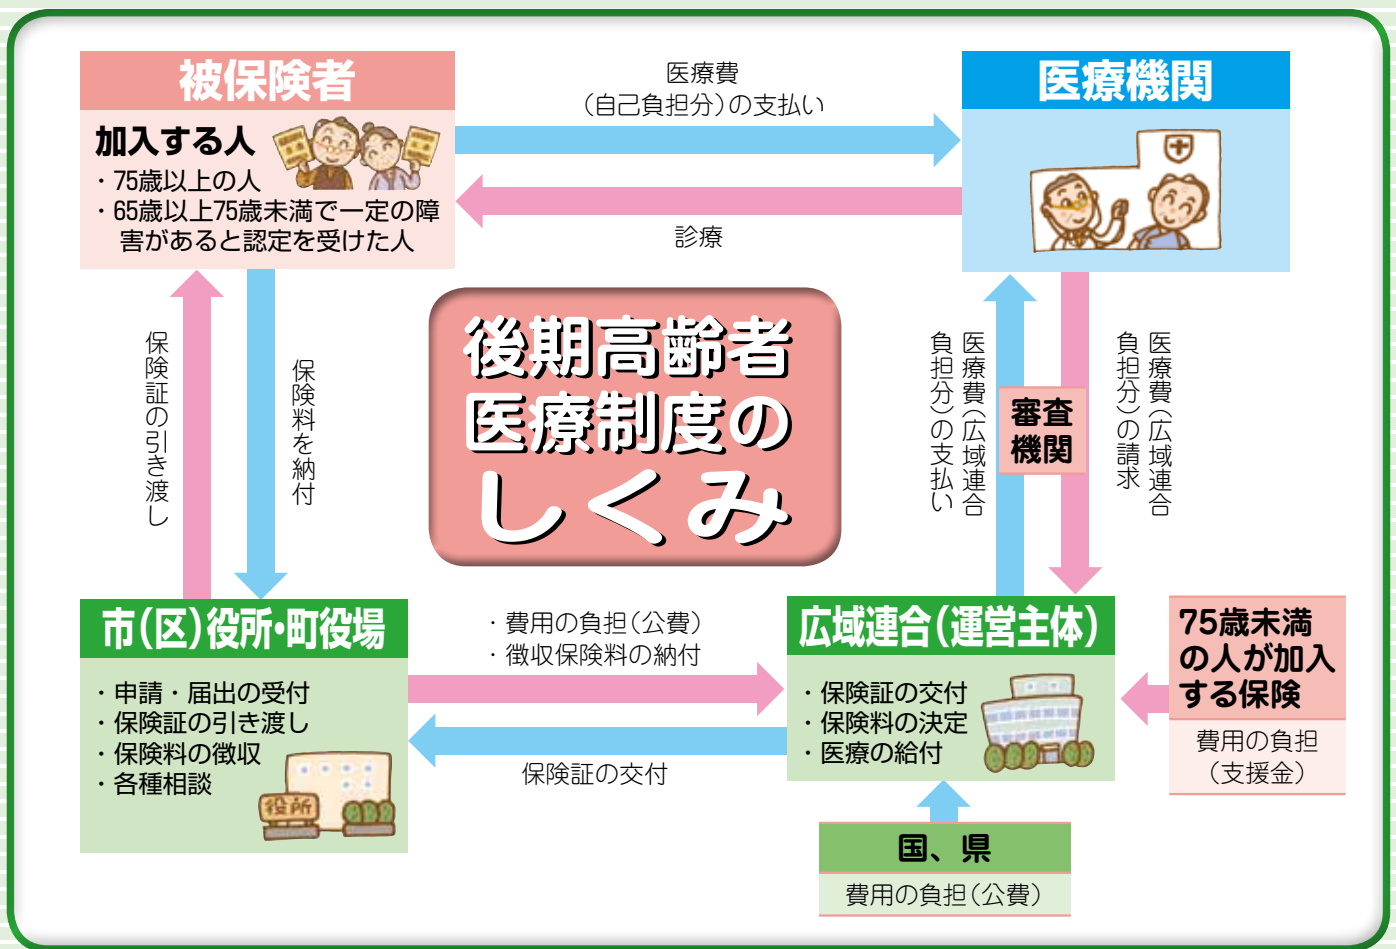 被保険者
加入する人
・75歳以上の人
・65歳以上75歳未満で一定の障
害があると認定を受けた人
医療費
（自己負担分）の支払い
診療
医療機関
保険証の引き渡し
保険料を納付
後期高齢者
医療制度の
しくみ
医療費（広域連合
負担分）の支払い
審査
機関
医療費（広域連合
負担分）の請求
市（区）役所・町役場
・申請・届出の受付
・保険証の引き渡し
・保険料の徴収
・各種相談
役所
・費用の負担（公費）
・徴収保険料の納付
保険証の交付
広域連合（運営主体）
・保険証の交付
・保険料の決定
・医療の給付
75歳未満
の人が加入
する保険
費用の負担
（支援金）
国、県
費用の負担（公費）